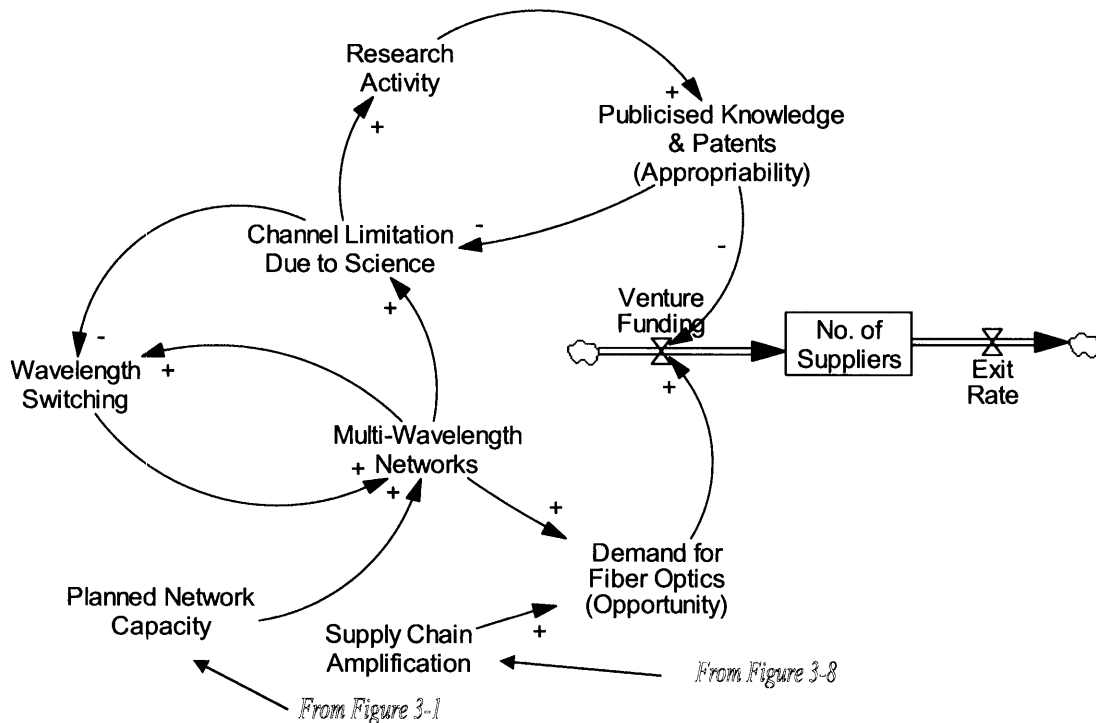 Research
Activity
+
+
Publicised Knowledge
& Patents
(Appropriability)
-
Channel Limitation
Due to Science
-
+
Venture
Funding
No. of
Suppliers
Exit
Rate
-
Wavelength
Switching
+
+
Multi-Wavelength
Networks
+
+
+
Demand for
Fiber Optics
(Opportunity)
Planned Network
Capacity
Supply Chain
Amplification
+
From Figure 3-8
From Figure 3-1